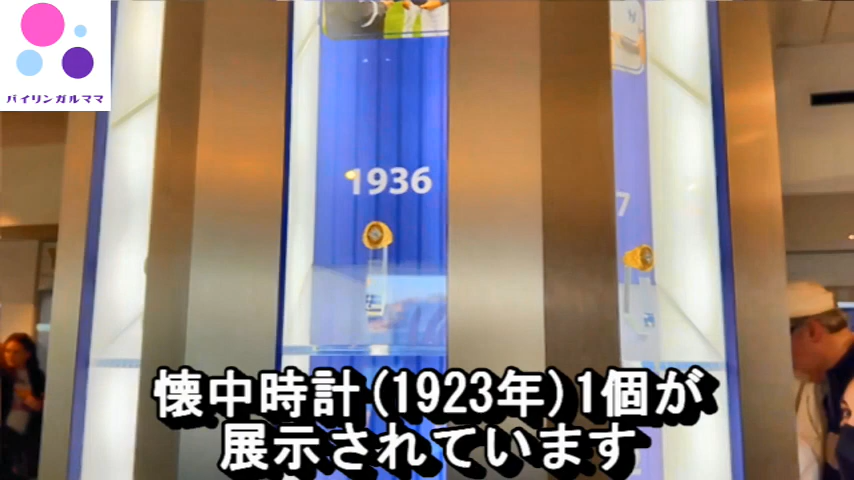 バイリンガルママ
1936
7
懐中時計(1923年)1個が
展示されています